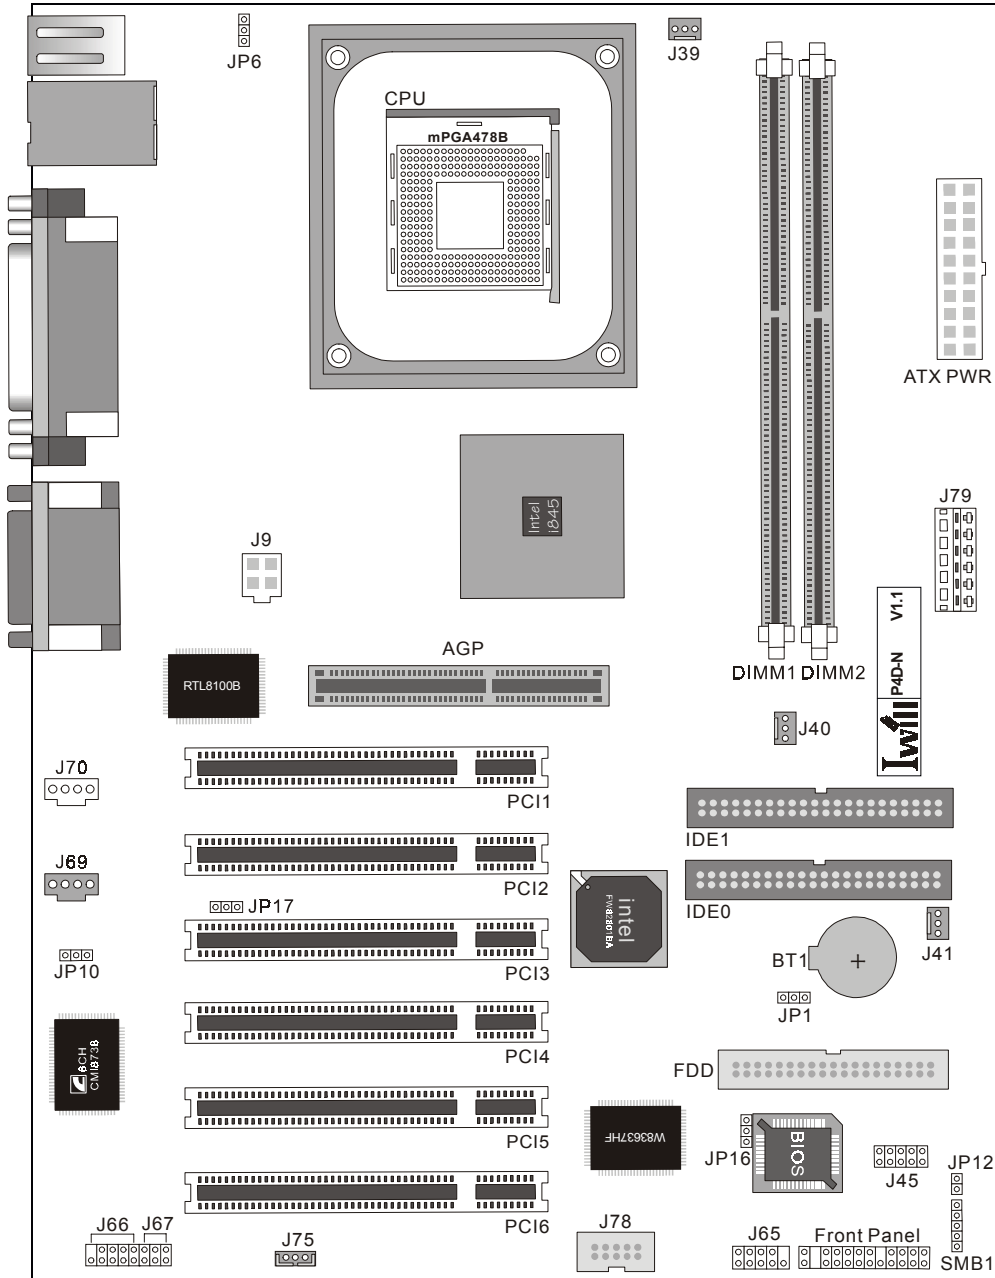 JP6
J39
CPU
mPGA478B
ATX PWR
J79
Intel
i845
J9
V1.1
P4D-N
Iwill
AGP
DIMM1
DIMM2
RTL8100B
J40
J70
PCI1
IDE1
J69
PCI2
IDE0
JP17
intel
FW82801BA
J41
JP10
PCI3
BT1
JP1
6CH
CMI8738
PCI4
FDD
W83637HF
PCI5
BIOS
JP16
J45
JP12
J66
J67
PCI6
J75
J78
J65
Front Panel
SMB1